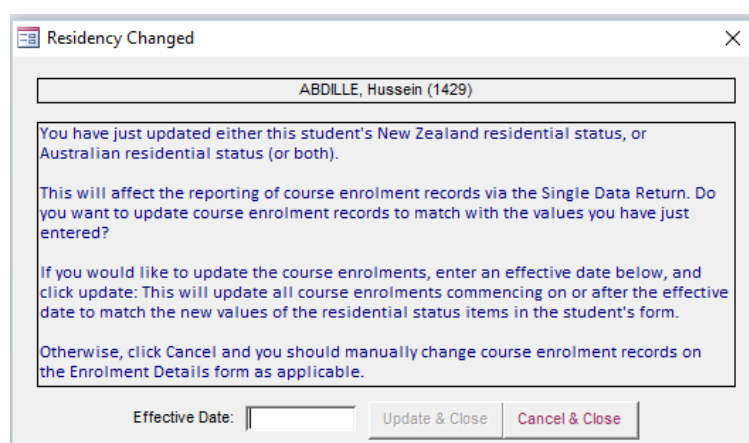 Residency Changed
ABDILLE, Hussein (1429)
You have just updated either this student's New Zealand residential status, or
Australian residential status (or both).
This will affect the reporting of course enrolment records via the Single Data Return. Do
you want to update course enrolment records to match with the values you have just
entered?
If you would like to update the course enrolments, enter an effective date below, and
click update: This will update all course enrolments commencing on or after the effective
date to match the new values of the residential status items in the student's form.
Otherwise, click Cancel and you should manually change course enrolment records on
the Enrolment Details form as applicable.
Effective Date: Update & Close Cancel & Close